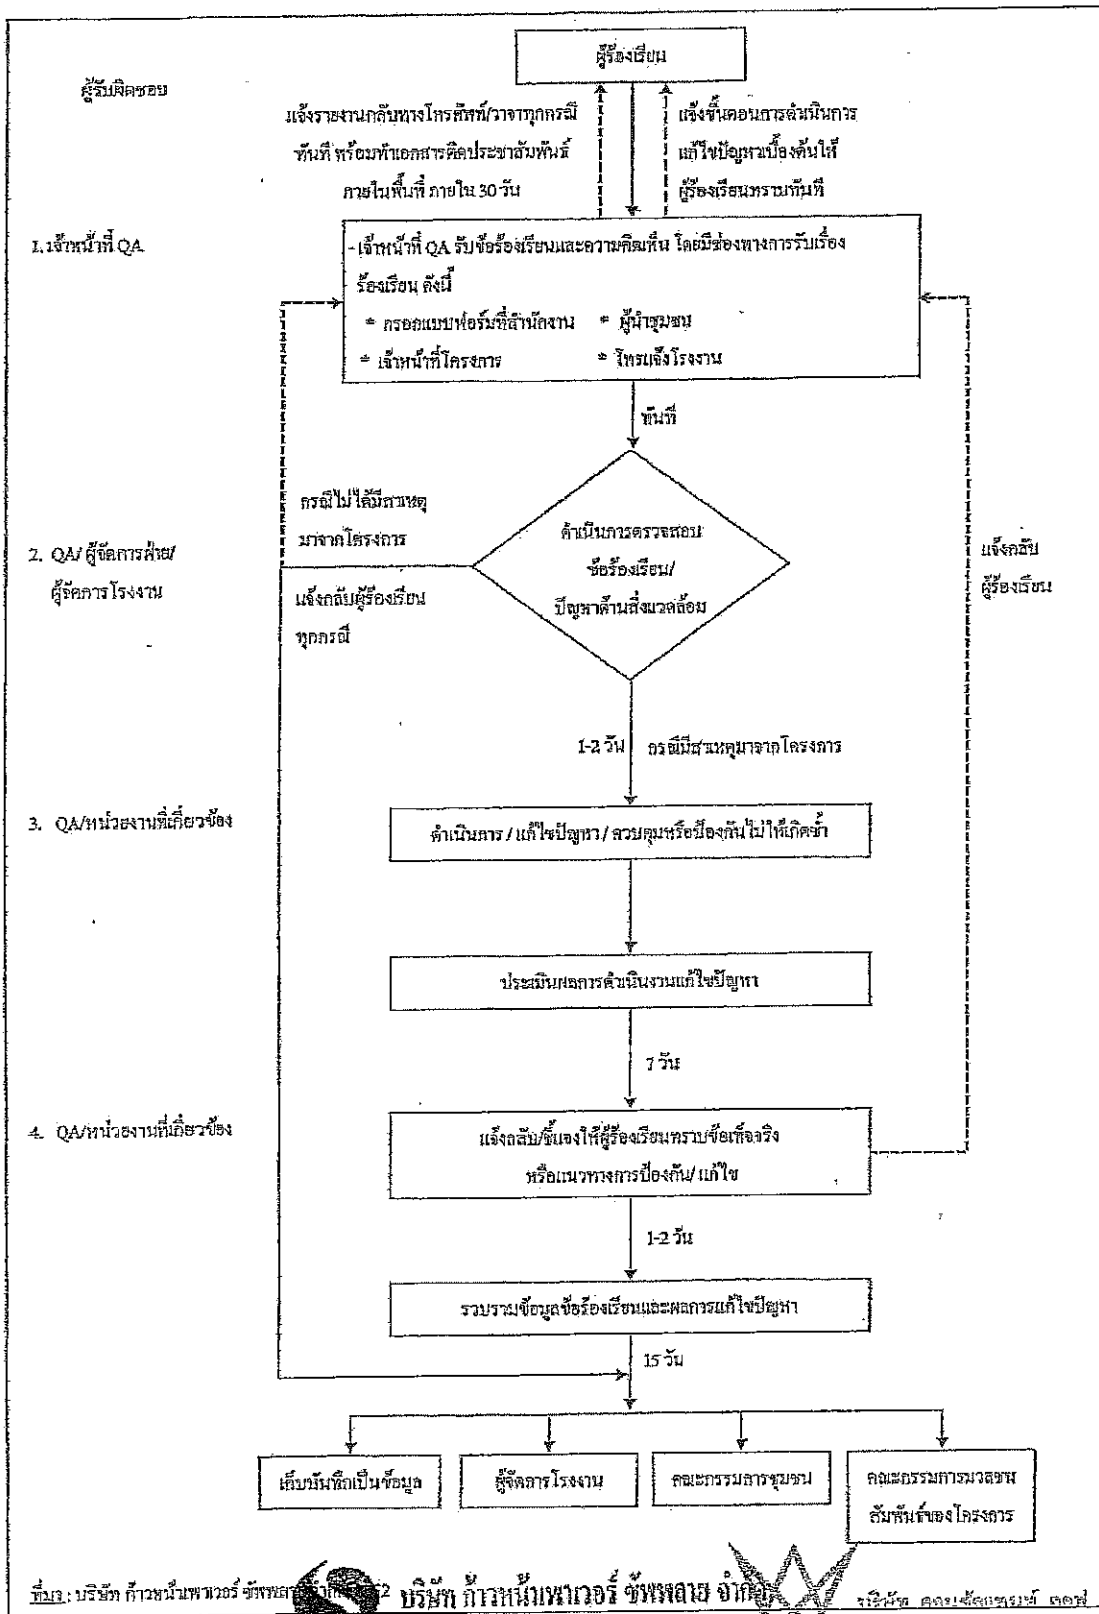 ผู้ร้องเรียน
ผู้รับผิดชอบ
แจ้งรายงานกลับทางโทรศัพท์/วาจาทุกกรณี
ทันที พร้อมทำเอกสารติดประชาสัมพันธ์
ภายในพื้นที่ ภายใน 30 วัน
แจ้งขั้นตอนการดำเนินการ
แก้ไขปัญหาเบื้องต้นให้
ผู้ร้องเรียนทราบทันที
1. เจ้าหน้าที่ QA
- เจ้าหน้าที่ QA รับข้อร้องเรียนและความคิดเห็น โดยมีช่องทางการรับเรื่อง
ร้องเรียน ดังนี้
* กรอกแบบฟอร์มที่สำนักงาน * ผู้นำชุมชน
* เจ้าหน้าที่โครงการ * โทรแจ้งโรงงาน
ทันที
กรณีไม่ได้มีสาเหตุ
มาจากโครงการ
ดำเนินการตรวจสอบ
ข้อร้องเรียน/
ปัญหาด้านสิ่งแวดล้อม
2. QA/ ผู้จัดการฝ่าย/
ผู้จัดการโรงงาน
แจ้งกลับผู้ร้องเรียน
ทุกกรณี
แจ้งกลับ
ผู้ร้องเรียน
1-2 วัน กรณีมีสาเหตุมาจากโครงการ
3. QA/หน่วยงานที่เกี่ยวข้อง
ดำเนินการ / แก้ไขปัญหา / ควบคุมหรือป้องกันไม่ให้เกิดซ้ำ
ประเมินผลการดำเนินงานแก้ไขปัญหา
7 วัน
4. QA/หน่วยงานที่เกี่ยวข้อง
แจ้งกลับ/ชี้แจงให้ผู้ร้องเรียนทราบข้อเท็จจริง
หรือแนวทางการป้องกัน/ แก้ไข
1-2 วัน
รวบรวมข้อมูลข้อร้องเรียนและผลการแก้ไขปัญหา
15 วัน
เก็บบันทึกเป็นข้อมูล
ผู้จัดการโรงงาน
คณะกรรมการชุมชน
คณะกรรมการมวลชน
สัมพันธ์ของโครงการ
ที่มา : บริษัท ก้าวหน้าเพาเวอร์ ซัพพลาย
บริษัท ก้าวหน้าเพาเวอร์ ซัพพลาย จำกัด
บริษัท